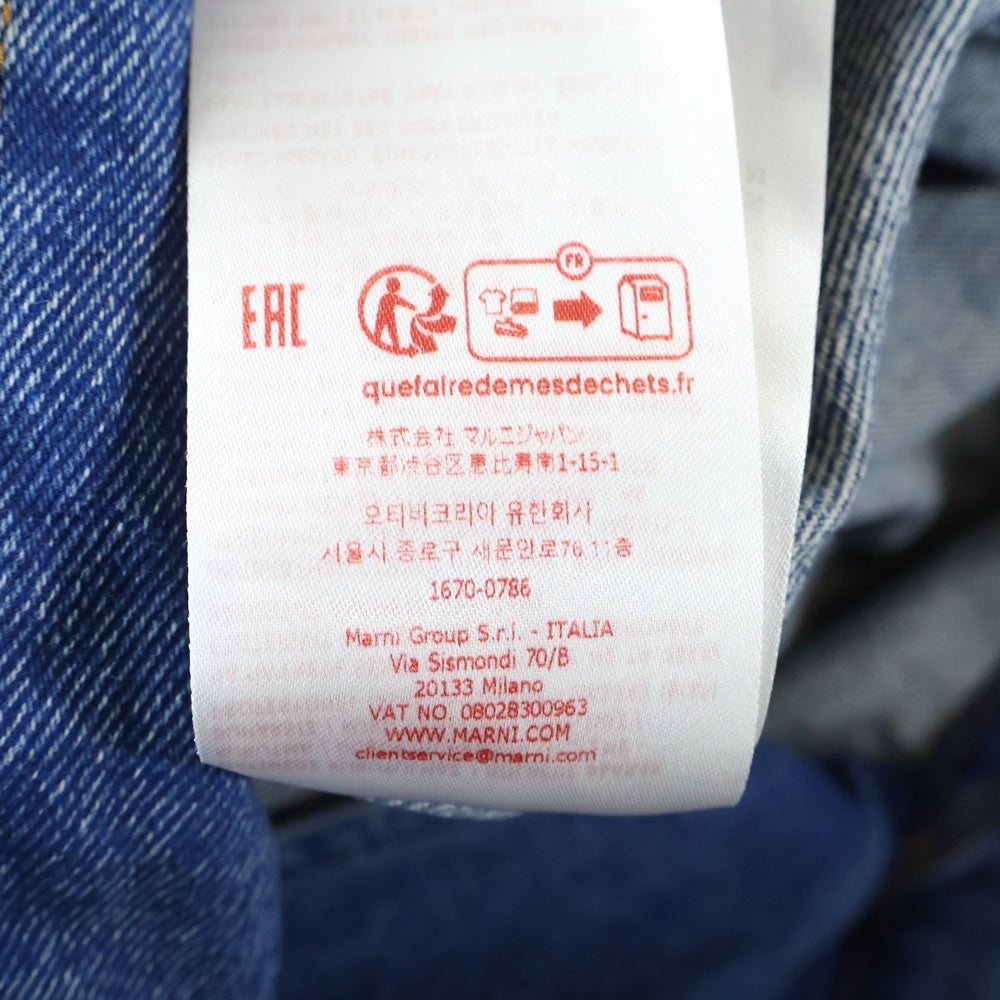 EAC
FR
quefairedemesdechets.fr
株式会社 マルニジャパン
東京都渋谷区恵比寿南1-15-1
오티비코리아 유한회사
서울시 종로구 새문안로76 11층
1670-0786
Marni Group S.r.l. - ITALIA
Via Sismondi 70/B
20133 Milano
VAT NO. 08028300963
WWW.MARNI.COM
clientservice@marni.com